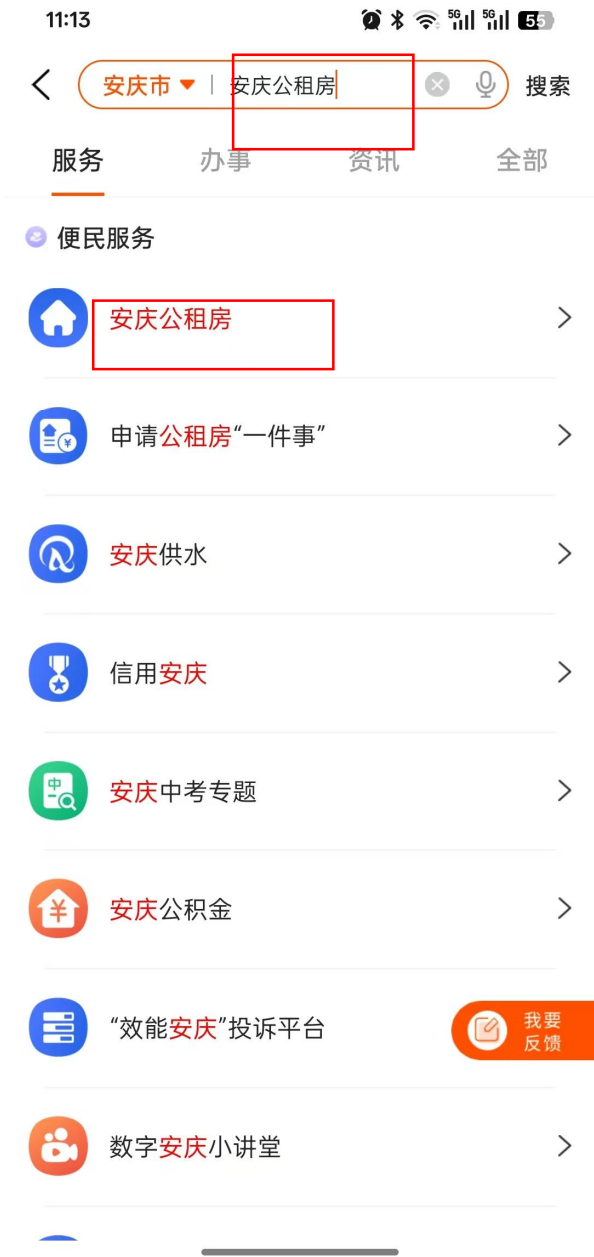 11:13
5G 5G 55
安庆市 安庆公租房 搜索
服务 办事 资讯 全部
便民服务
安庆公租房
申请公租房“一件事”
安庆供水
信用安庆
中
安庆中考专题
¥
安庆公积金
“效能安庆”投诉平台
我要
反馈
数字安庆小讲堂